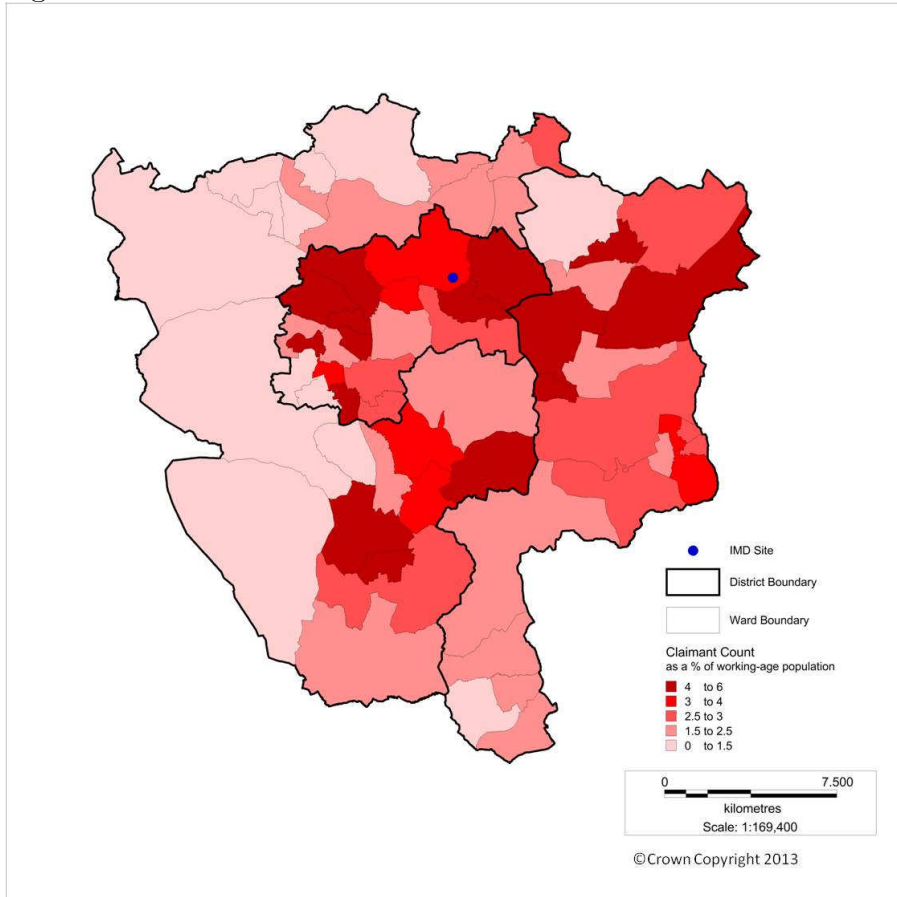 IMD Site
District Boundary
Ward Boundary
Claimant Count
as a % of working-age population
4 to 6
3 to 4
2.5 to 3
1.5 to 2.5
0 to 1.5
0 7.500
kilometres
Scale: 1:169,400
©Crown Copyright 2013